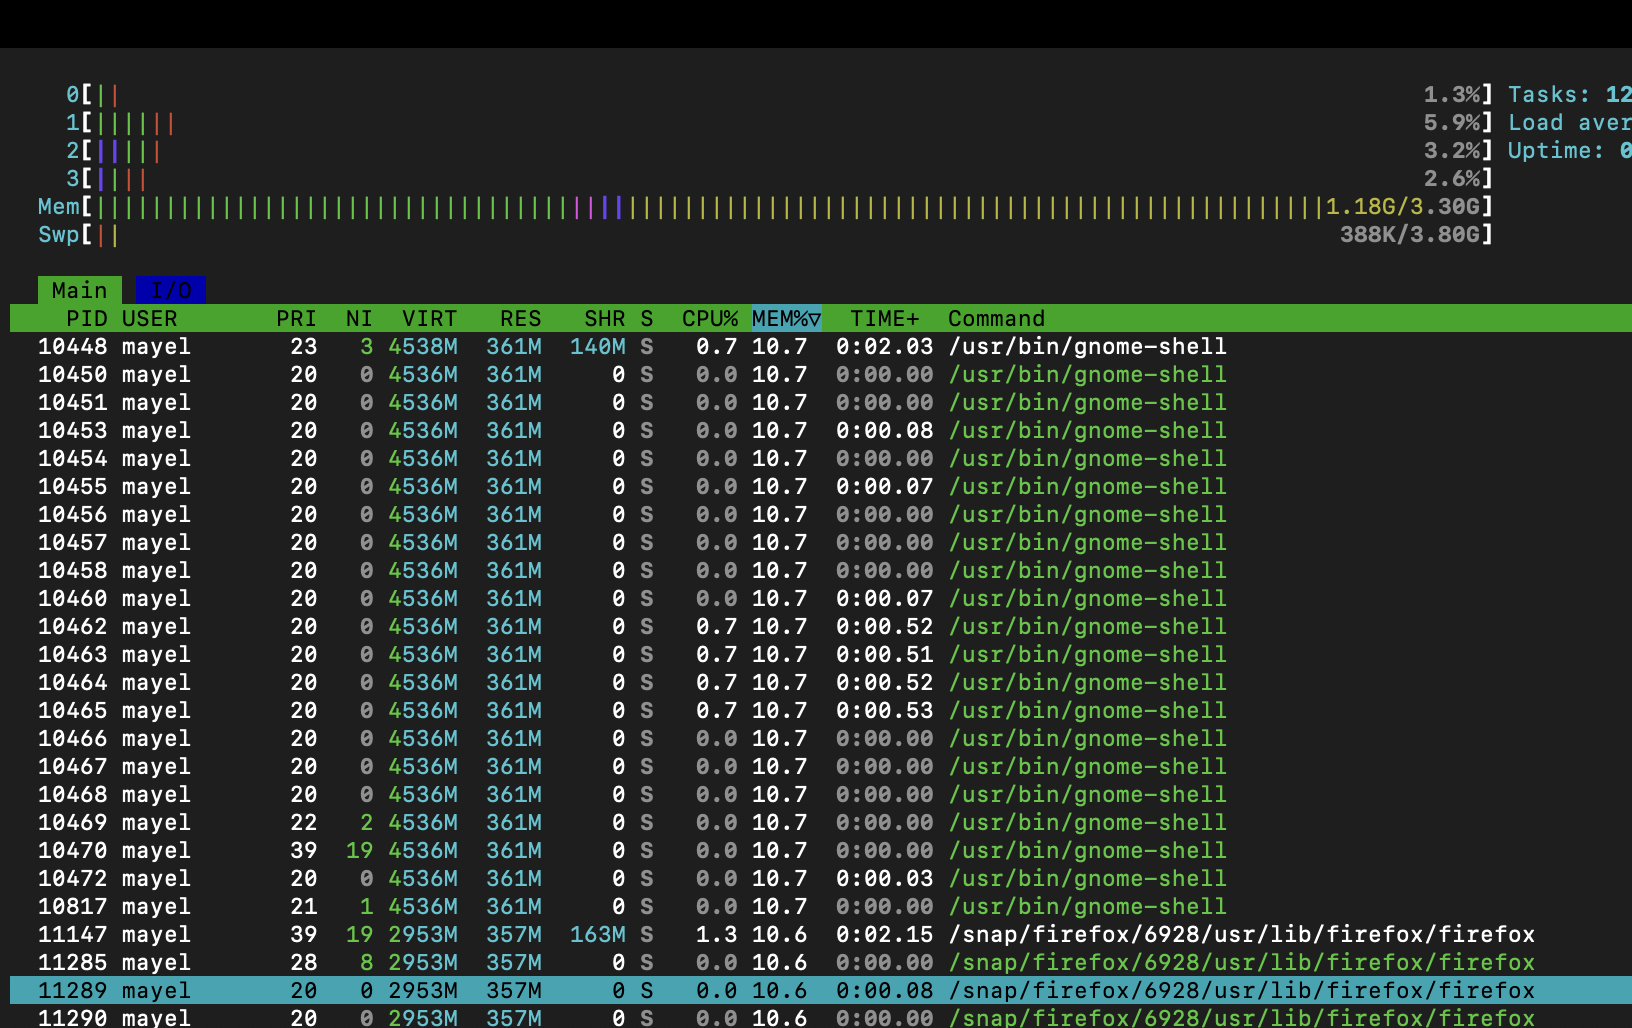 0[|| 1.3%] Tasks: 12
1[|||||| 5.9%] Load aver
2[||||| 3.2%] Uptime: 0
3[|||| 2.6%]
Mem[|||||||||||||||||||||||||||||||||||||||||||||||||||||||||||||||||||||||||||||||||||||||1.18G/3.30G]
Swp[|| 388K/3.80G]
Main I/O
PID USER PRI NI VIRT RES SHR S CPU% MEM%▽ TIME+ Command
10448 mayel 23 3 4538M 361M 140M S 0.7 10.7 0:02.03 /usr/bin/gnome-shell
10450 mayel 20 0 4536M 361M 0 S 0.0 10.7 0:00.00 /usr/bin/gnome-shell
10451 mayel 20 0 4536M 361M 0 S 0.0 10.7 0:00.00 /usr/bin/gnome-shell
10453 mayel 20 0 4536M 361M 0 S 0.0 10.7 0:00.08 /usr/bin/gnome-shell
10454 mayel 20 0 4536M 361M 0 S 0.0 10.7 0:00.00 /usr/bin/gnome-shell
10455 mayel 20 0 4536M 361M 0 S 0.0 10.7 0:00.07 /usr/bin/gnome-shell
10456 mayel 20 0 4536M 361M 0 S 0.0 10.7 0:00.00 /usr/bin/gnome-shell
10457 mayel 20 0 4536M 361M 0 S 0.0 10.7 0:00.00 /usr/bin/gnome-shell
10458 mayel 20 0 4536M 361M 0 S 0.0 10.7 0:00.00 /usr/bin/gnome-shell
10460 mayel 20 0 4536M 361M 0 S 0.0 10.7 0:00.07 /usr/bin/gnome-shell
10462 mayel 20 0 4536M 361M 0 S 0.7 10.7 0:00.52 /usr/bin/gnome-shell
10463 mayel 20 0 4536M 361M 0 S 0.7 10.7 0:00.51 /usr/bin/gnome-shell
10464 mayel 20 0 4536M 361M 0 S 0.7 10.7 0:00.52 /usr/bin/gnome-shell
10465 mayel 20 0 4536M 361M 0 S 0.7 10.7 0:00.53 /usr/bin/gnome-shell
10466 mayel 20 0 4536M 361M 0 S 0.0 10.7 0:00.00 /usr/bin/gnome-shell
10467 mayel 20 0 4536M 361M 0 S 0.0 10.7 0:00.00 /usr/bin/gnome-shell
10468 mayel 20 0 4536M 361M 0 S 0.0 10.7 0:00.00 /usr/bin/gnome-shell
10469 mayel 22 2 4536M 361M 0 S 0.0 10.7 0:00.00 /usr/bin/gnome-shell
10470 mayel 39 19 4536M 361M 0 S 0.0 10.7 0:00.00 /usr/bin/gnome-shell
10472 mayel 20 0 4536M 361M 0 S 0.0 10.7 0:00.03 /usr/bin/gnome-shell
10817 mayel 21 1 4536M 361M 0 S 0.0 10.7 0:00.00 /usr/bin/gnome-shell
11147 mayel 39 19 2953M 357M 163M S 1.3 10.6 0:02.15 /snap/firefox/6928/usr/lib/firefox/firefox
11285 mayel 28 8 2953M 357M 0 S 0.0 10.6 0:00.00 /snap/firefox/6928/usr/lib/firefox/firefox
11289 mayel 20 0 2953M 357M 0 S 0.0 10.6 0:00.08 /snap/firefox/6928/usr/lib/firefox/firefox
11290 mayel 20 0 2953M 357M 0 S 0.0 10.6 0:00.00 /snap/firefox/6928/usr/lib/firefox/firefox